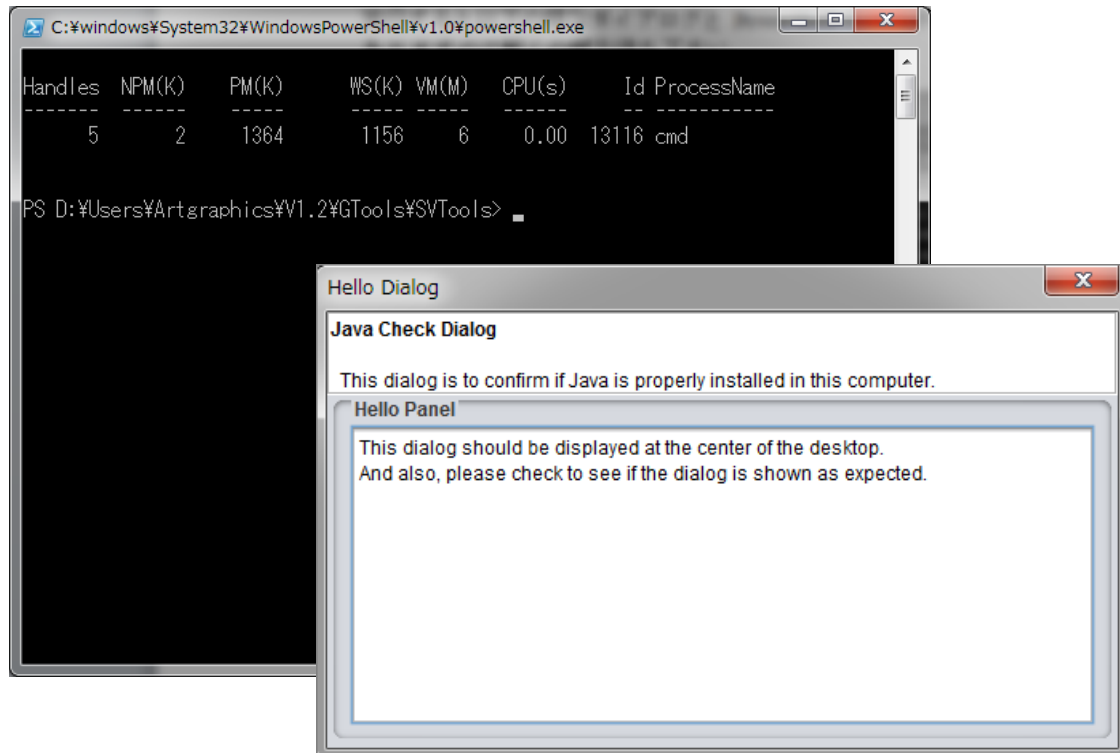 C:¥windows¥System32¥WindowsPowerShell¥v1.0¥powershell.exe
Handles NPM(K) PM(K) WS(K) VM(M) CPU(s) Id ProcessName
------- ------ ----- ----- ----- ------ -- -----------
5 2 1364 1156 6 0.00 13116 cmd
PS D:¥Users¥Artgraphics¥V1.2¥GTools¥SVTools> _
Hello Dialog
Java Check Dialog
This dialog is to confirm if Java is properly installed in this computer.
Hello Panel
This dialog should be displayed at the center of the desktop.
And also, please check to see if the dialog is shown as expected.